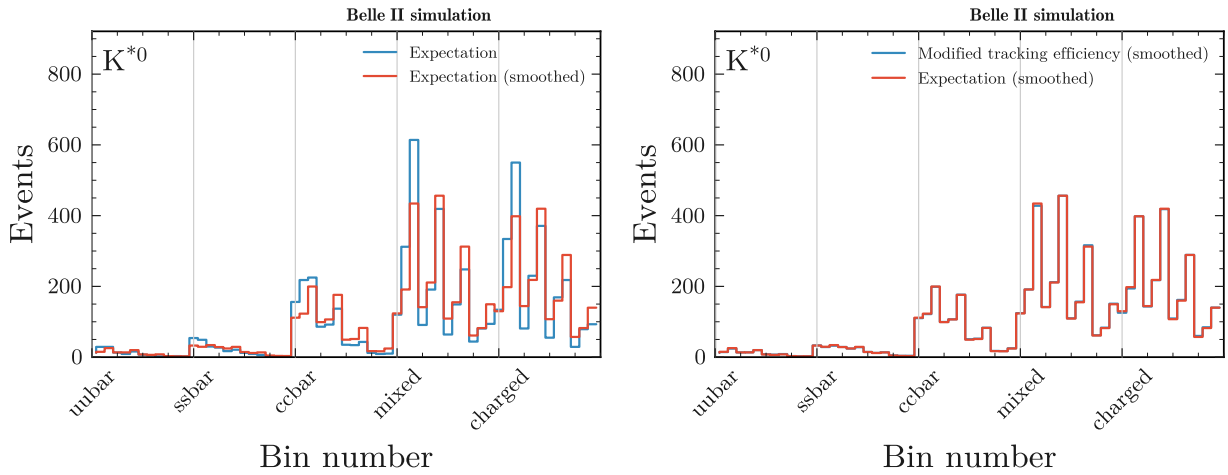 Belle II simulation
K*0
Expectation
Expectation (smoothed)
Events
800
600
400
200
0
uubar
ssbar
ccbar
mixed
charged
Bin number
Belle II simulation
K*0
Modified tracking efficiency (smoothed)
Expectation (smoothed)
Events
800
600
400
200
0
uubar
ssbar
ccbar
mixed
charged
Bin number